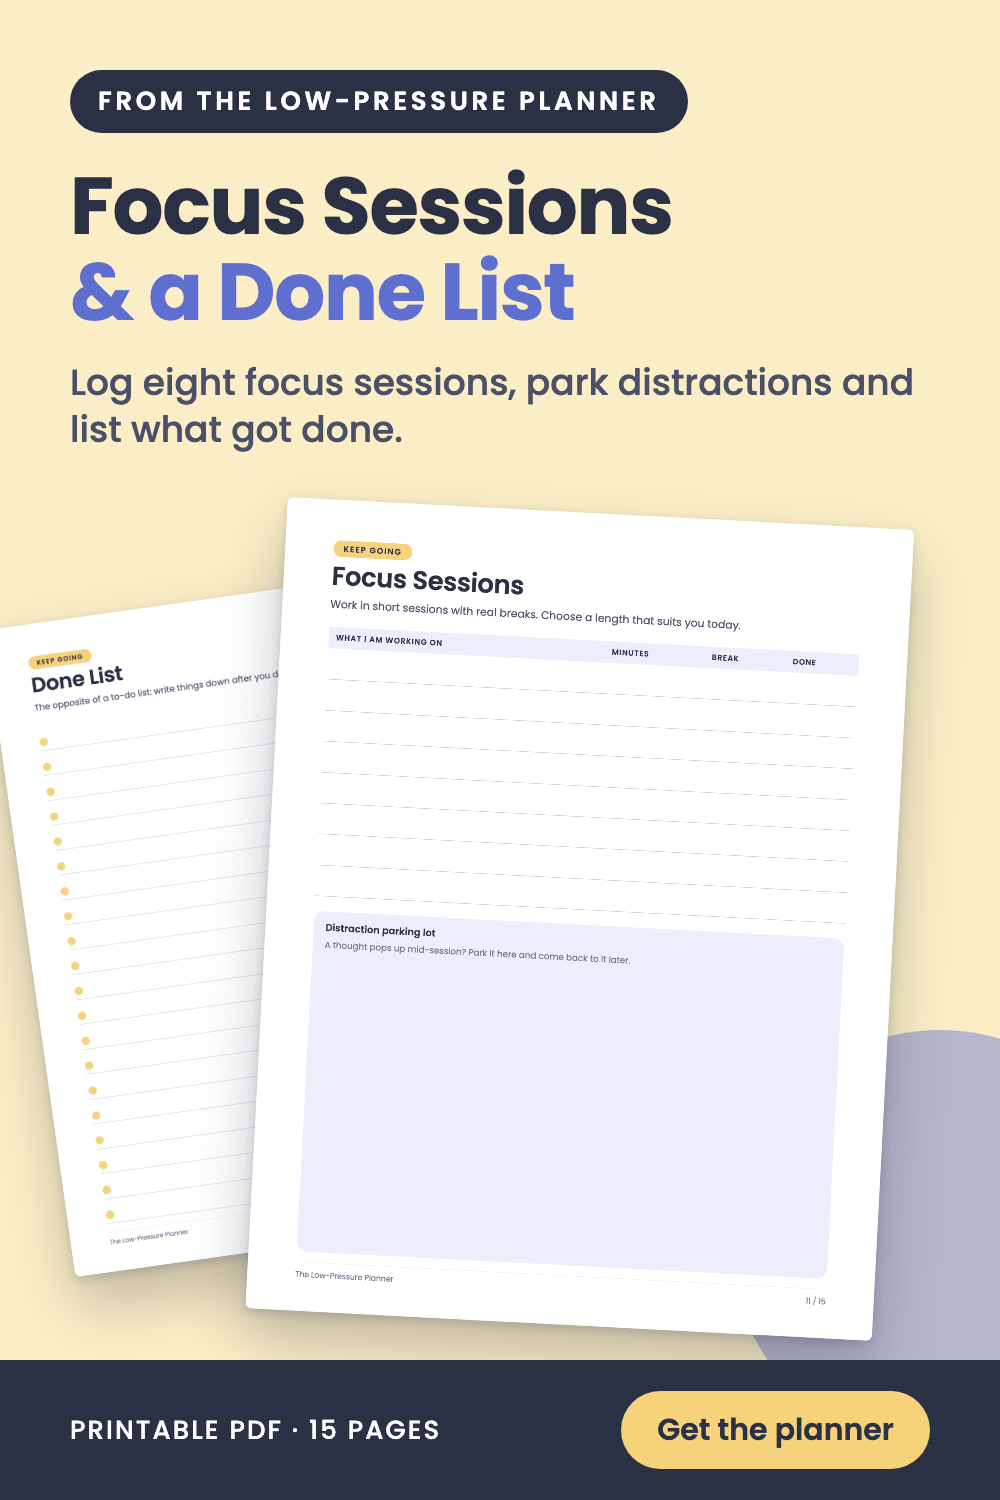 FROM THE LOW-PRESSURE PLANNER
Focus Sessions
& a Done List
Log eight focus sessions, park distractions and
list what got done.
KEEP GOING
Done List
The opposite of a to-do list: write things down after you
The Low-Pressure Planner
KEEP GOING
Focus Sessions
Work in short sessions with real breaks. Choose a length that suits you today.
WHAT I AM WORKING ON MINUTES BREAK DONE
Distraction parking lot
A thought pops up mid-session? Park it here and come back to it later.
The Low-Pressure Planner 11 / 15
PRINTABLE PDF · 15 PAGES
Get the planner